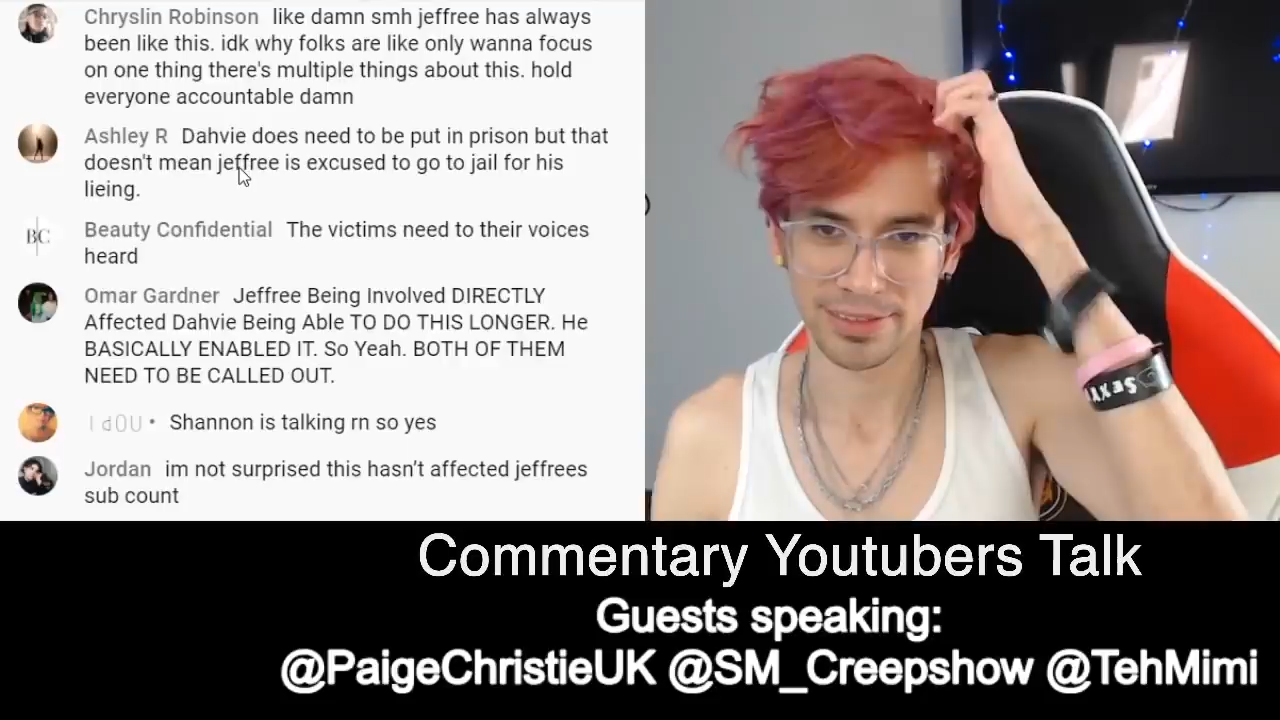 Chryslin Robinson like damn smh jeffree has always
been like this. idk why folks are like only wanna focus
on one thing there's multiple things about this. hold
everyone accountable damn
Ashley R Dahvie does need to be put in prison but that
doesn't mean jeffree is excused to go to jail for his
lieing.
BC
Beauty Confidential The victims need to their voices
heard
Omar Gardner Jeffree Being Involved DIRECTLY
Affected Dahvie Being Able TO DO THIS LONGER. He
BASICALLY ENABLED IT. So Yeah. BOTH OF THEM
NEED TO BE CALLED OUT.
Shannon is talking rn so yes
Jordan im not surprised this hasn't affected jeffrees
sub count
SEXY
Commentary Youtubers Talk
Guests speaking:
@PaigeChristieUK @SM_Creepshow @TehMimi